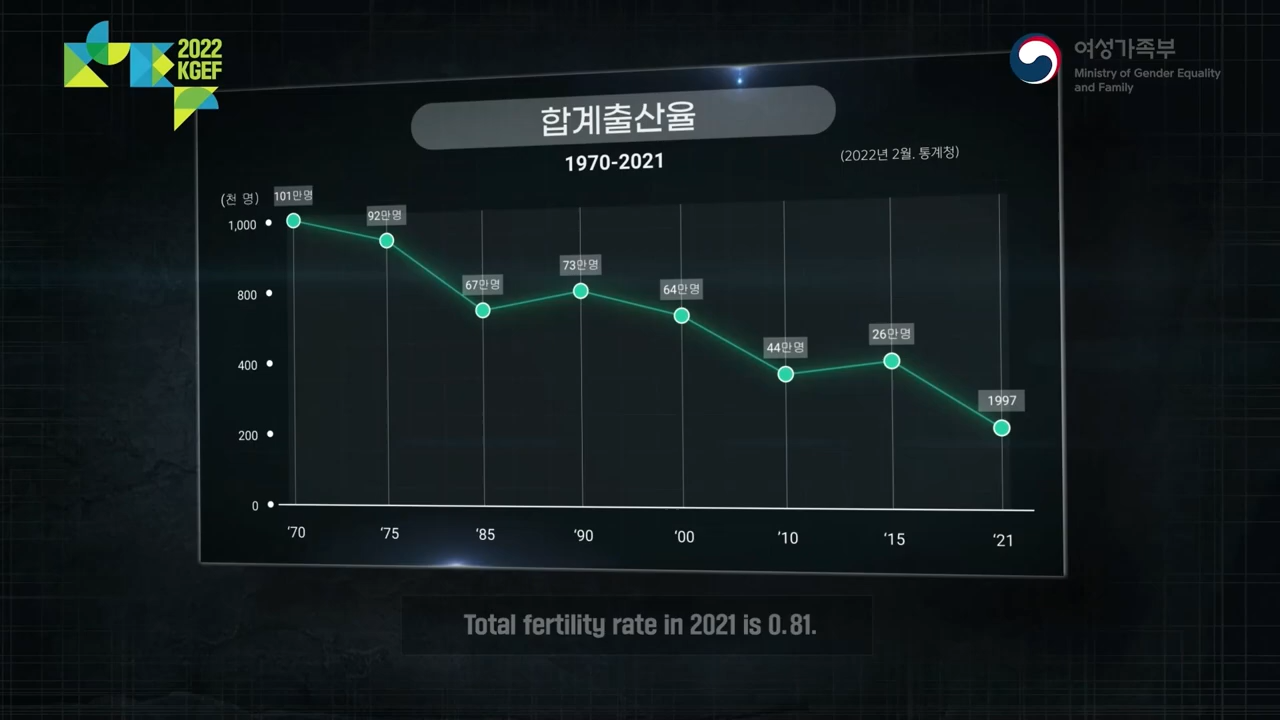 2022
KGEF
여성가족부
Ministry of Gender Equality
and Family
합계출산율
1970-2021
(2022년 2월. 통계청)
(천 명)
1,000
800
400
200
0
101만명
92만명
67만명
73만명
64만명
44만명
26만명
1997
'70
'75
'85
'90
'00
'10
'15
'21
Total fertility rate in 2021 is 0.81.